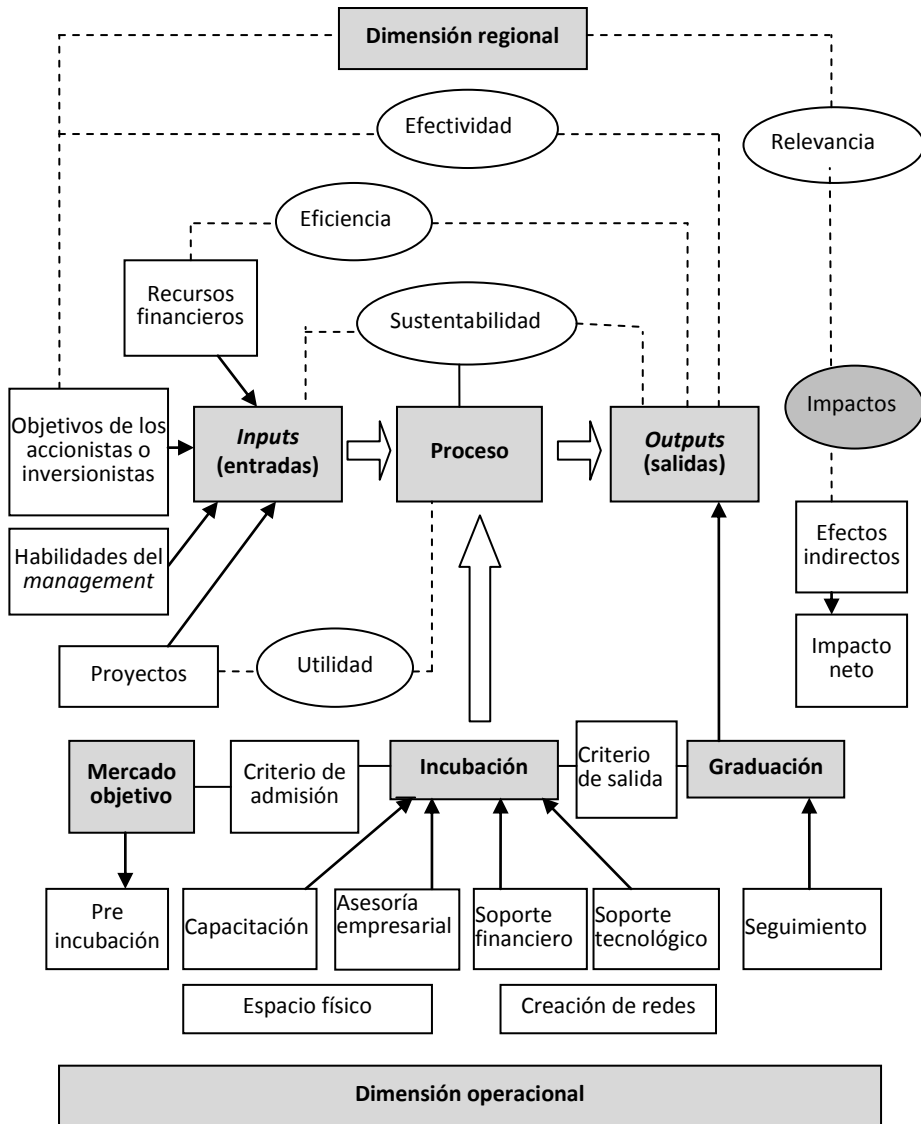 Dimensión regional
Efectividad
Relevancia
Eficiencia
Recursos
financieros
Sustentabilidad
Impactos
Objetivos de los
accionistas o
inversionistas
Inputs
(entradas)
Proceso
Outputs
(salidas)
Habilidades del
management
Efectos
indirectos
Proyectos
Utilidad
Impacto
neto
Mercado
objetivo
Criterio de
admisión
Incubación
Criterio
de salida
Graduación
Pre
incubación
Capacitación
Asesoría
empresarial
Soporte
financiero
Soporte
tecnológico
Seguimiento
Espacio físico
Creación de redes
Dimensión operacional